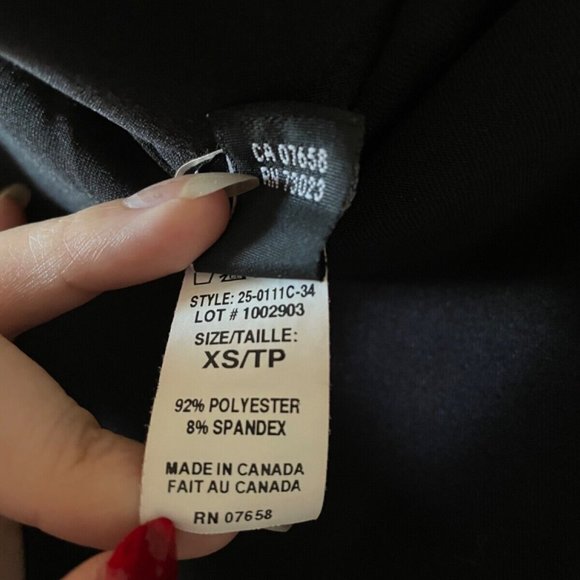 CA 07658
RN 73023
STYLE: 25-0111C-34
LOT # 1002903
SIZE/TAILLE:
XS/TP
92% POLYESTER
8% SPANDEX
MADE IN CANADA
FAIT AU CANADA
RN 07658